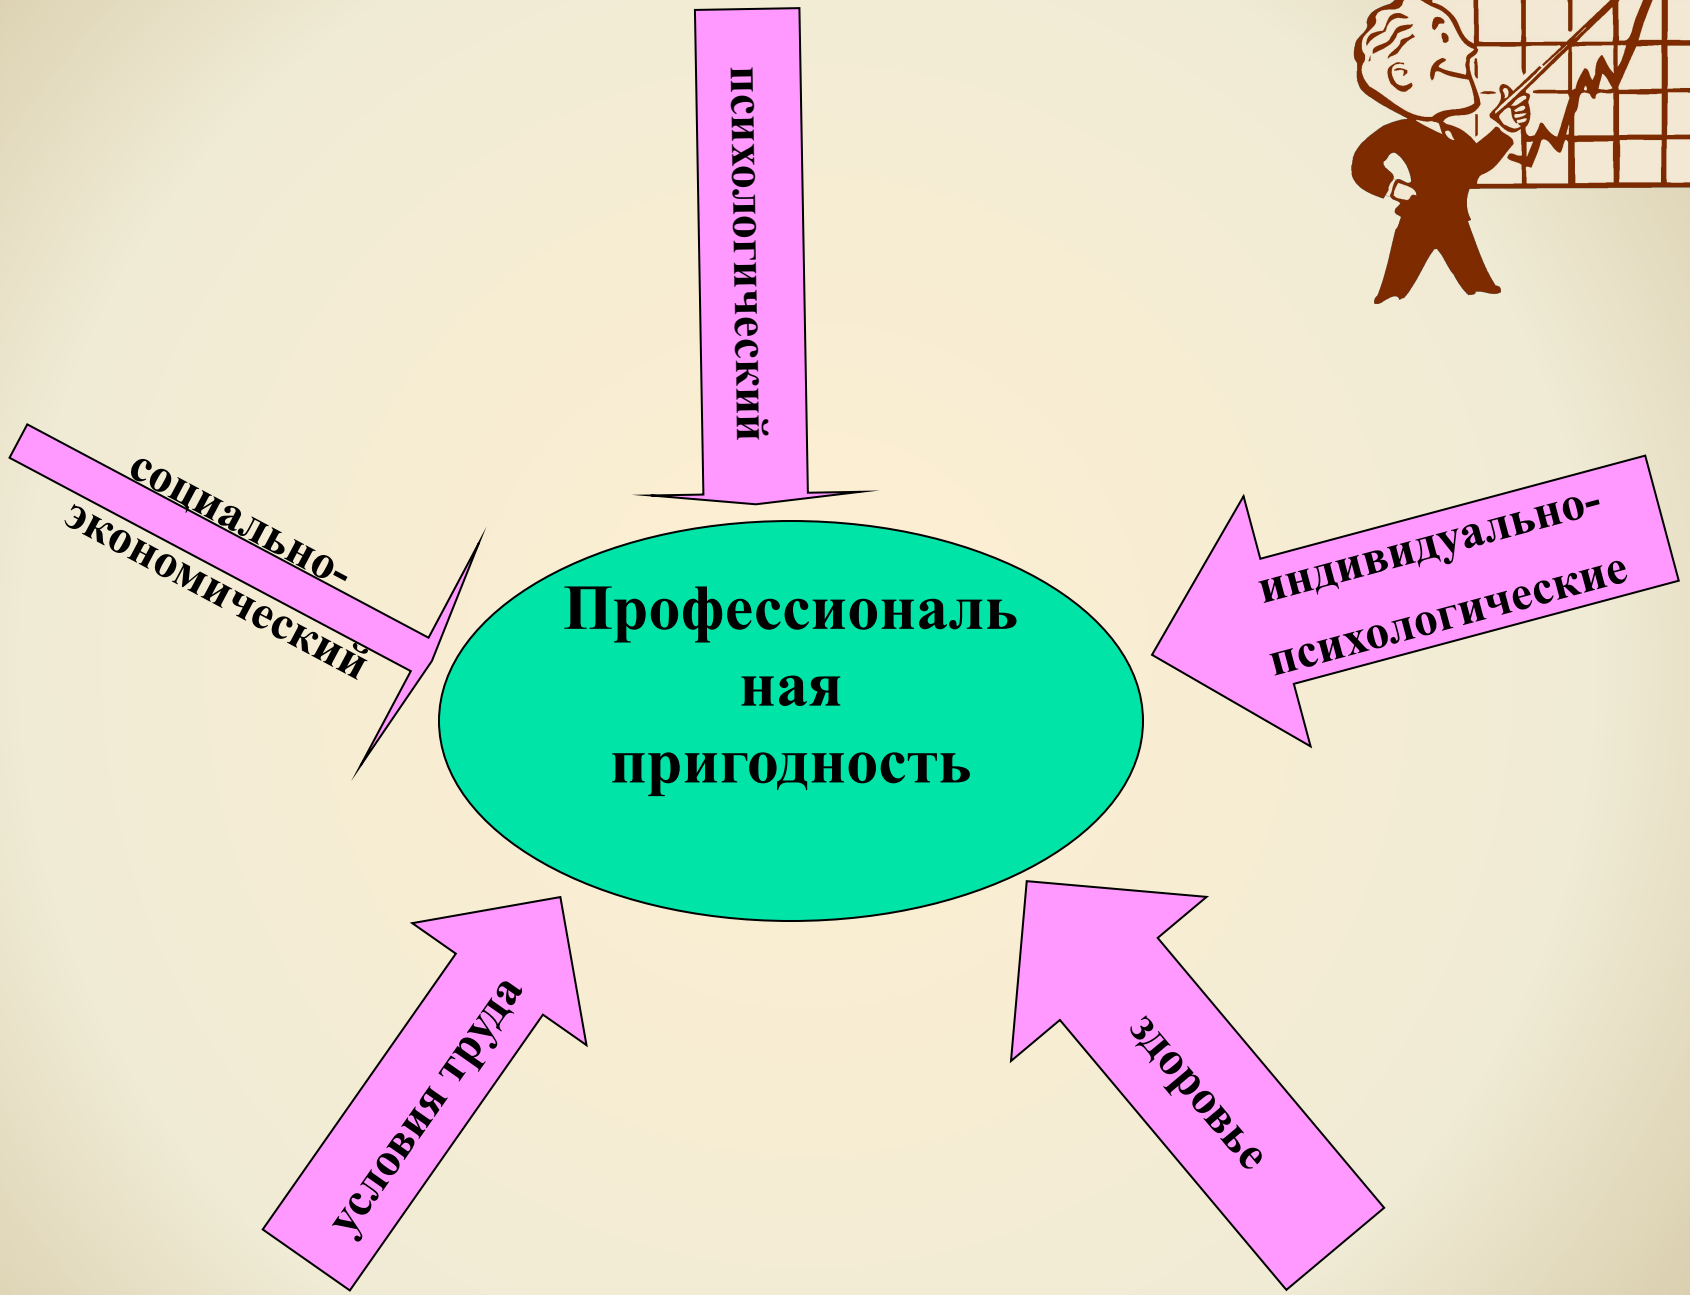 психологический
социально-
экономический
индивидуально-
психологические
Профессиональ
ная
пригодность
условия труда
здоровье